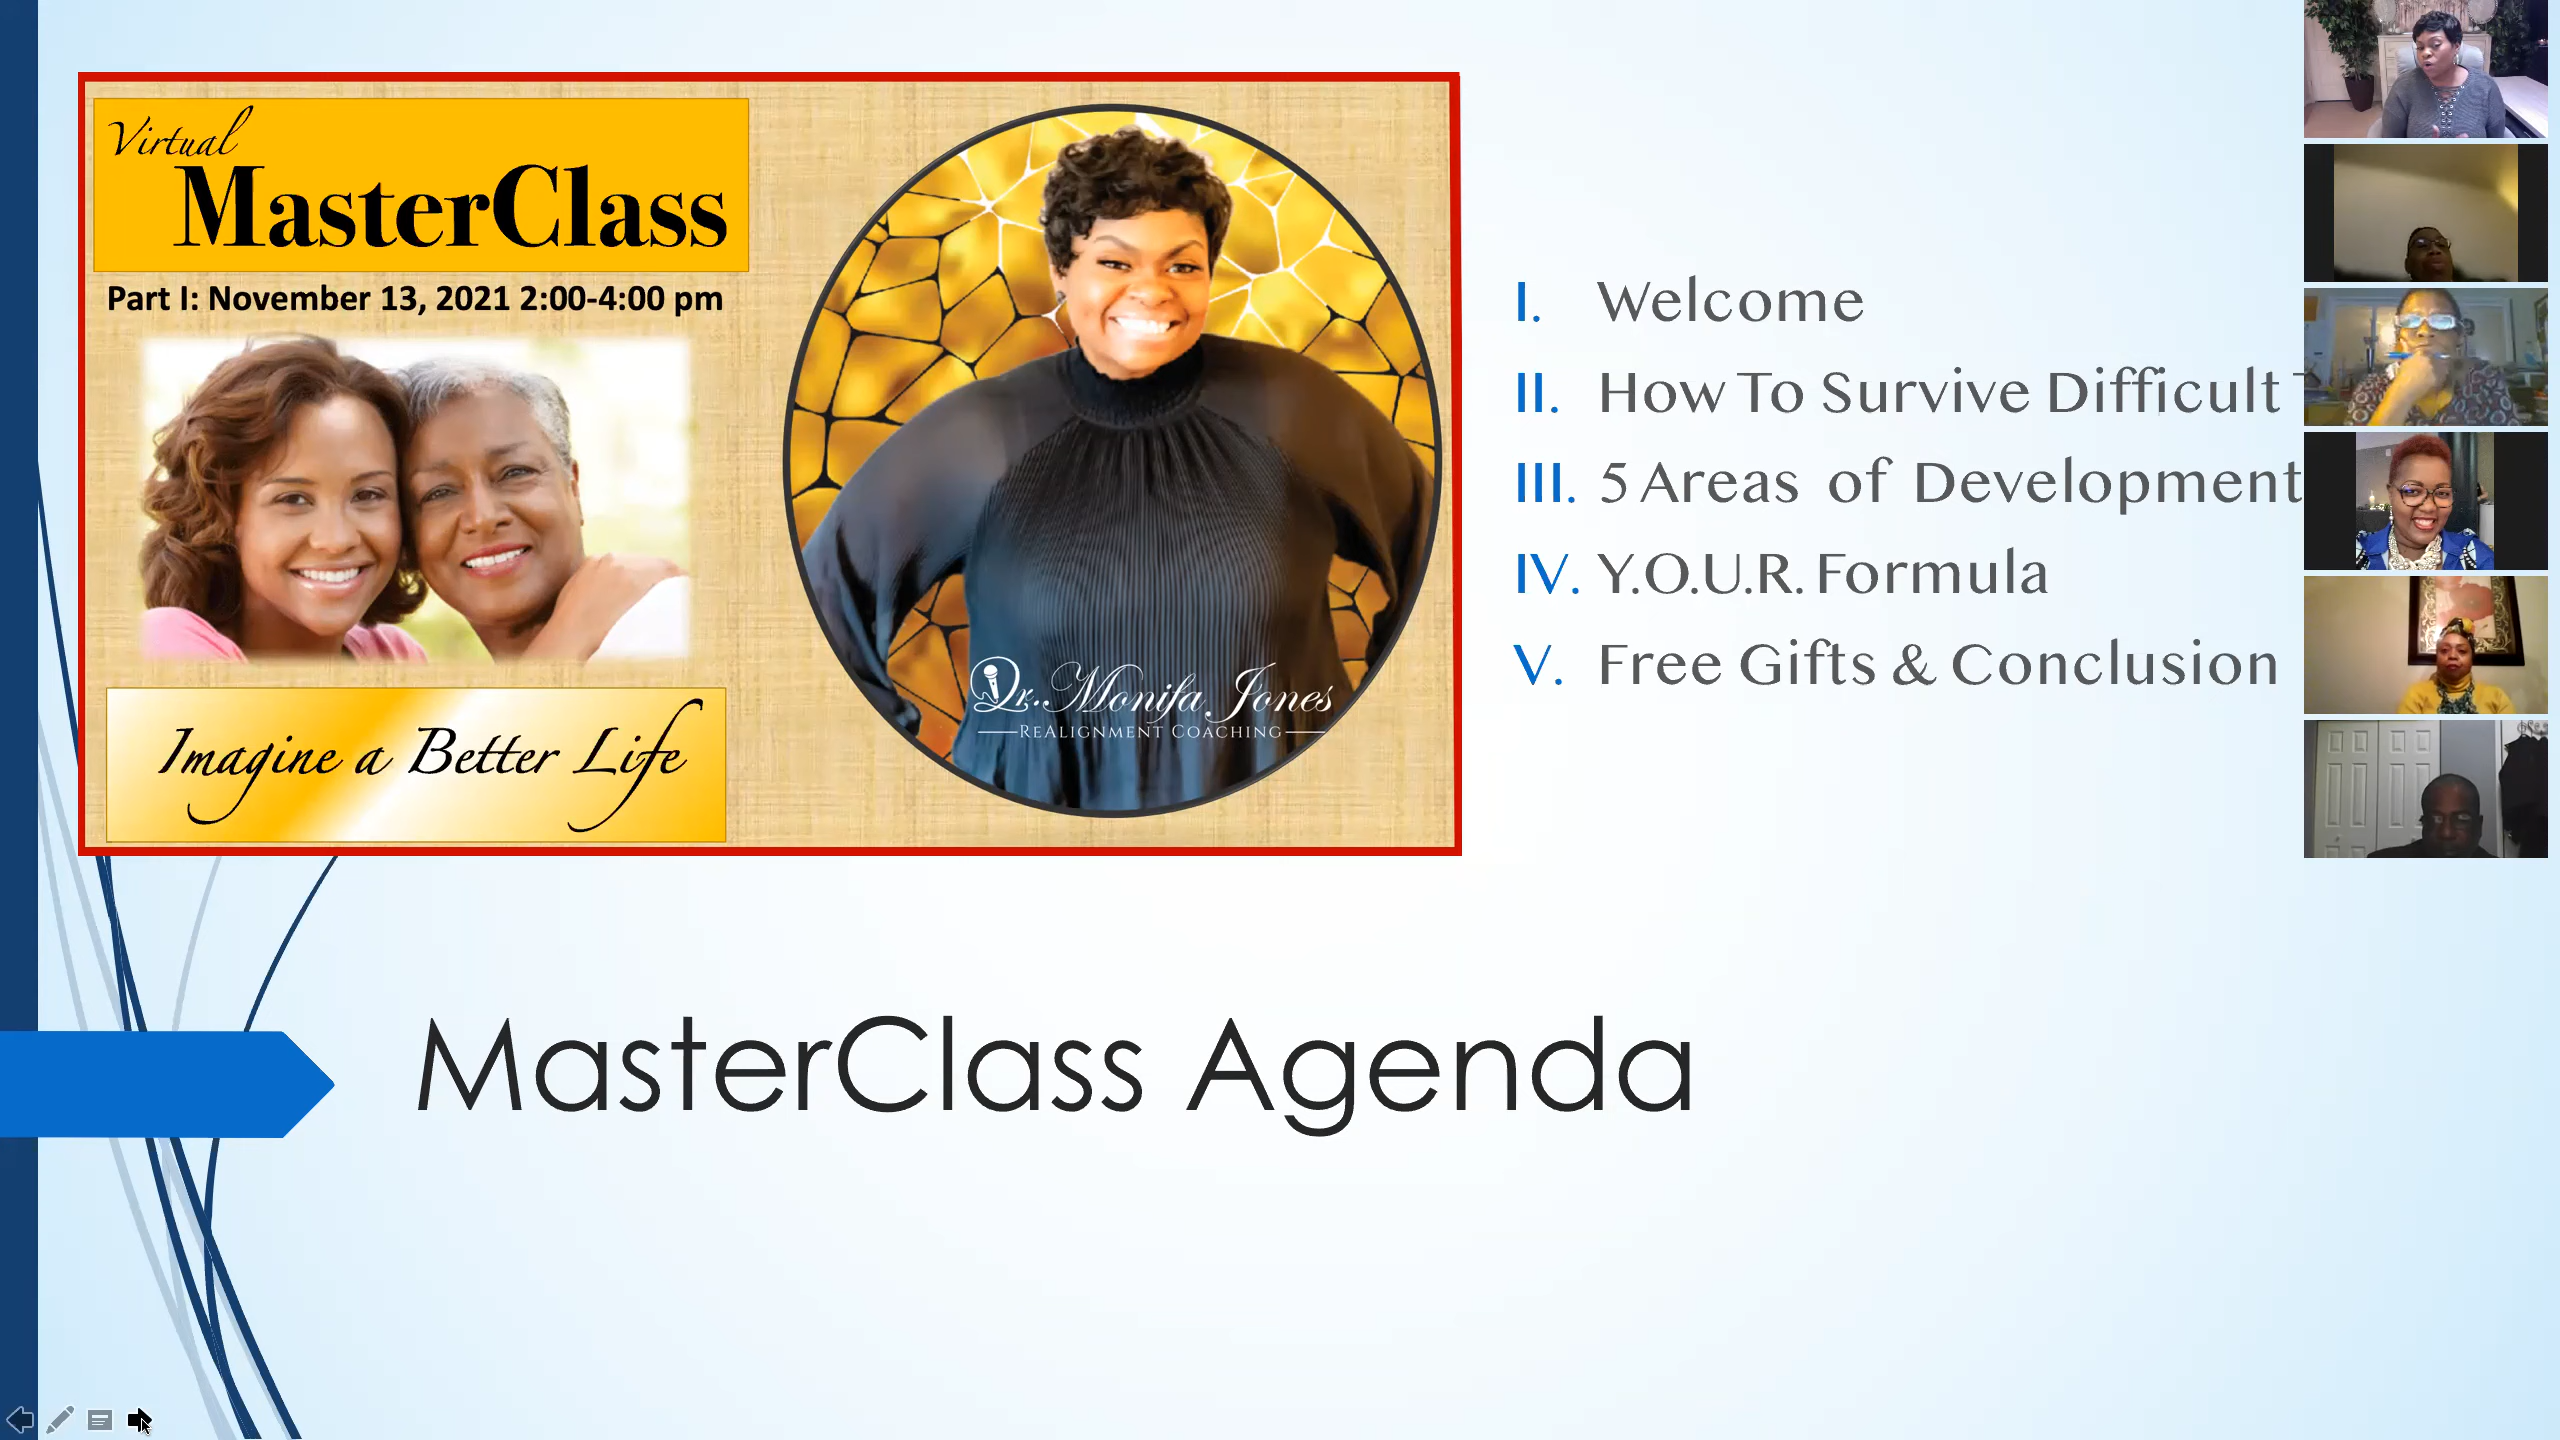 Virtual
MasterClass
Part I: November 13, 2021 2:00-4:00 pm
Imagine a Better Life
Dr. Monifa Jones
ReAlignment Coaching
I. Welcome
II. How To Survive Difficult
III. 5 Areas of Development
IV. Y.O.U.R. Formula
V. Free Gifts & Conclusion
MasterClass Agenda